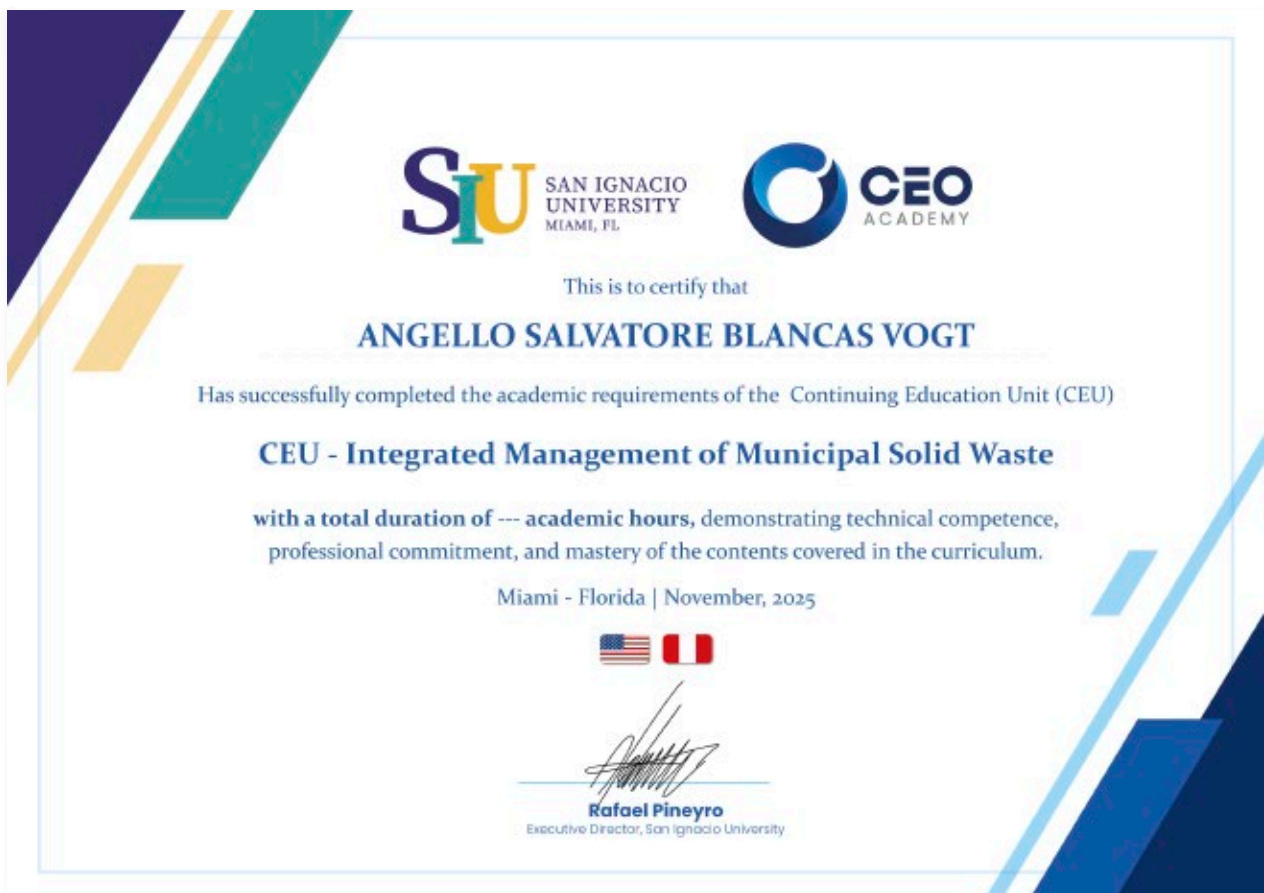 SIU
SAN IGNACIO
UNIVERSITY
MIAMI, FL
CEO
ACADEMY
This is to certify that
ANGELLO SALVATORE BLANCAS VOGT
Has successfully completed the academic requirements of the Continuing Education Unit (CEU)
CEU - Integrated Management of Municipal Solid Waste
with a total duration of --- academic hours, demonstrating technical competence,
professional commitment, and mastery of the contents covered in the curriculum.
Miami - Florida | November, 2025
Rafael Pineyro
Executive Director, San Ignacio University